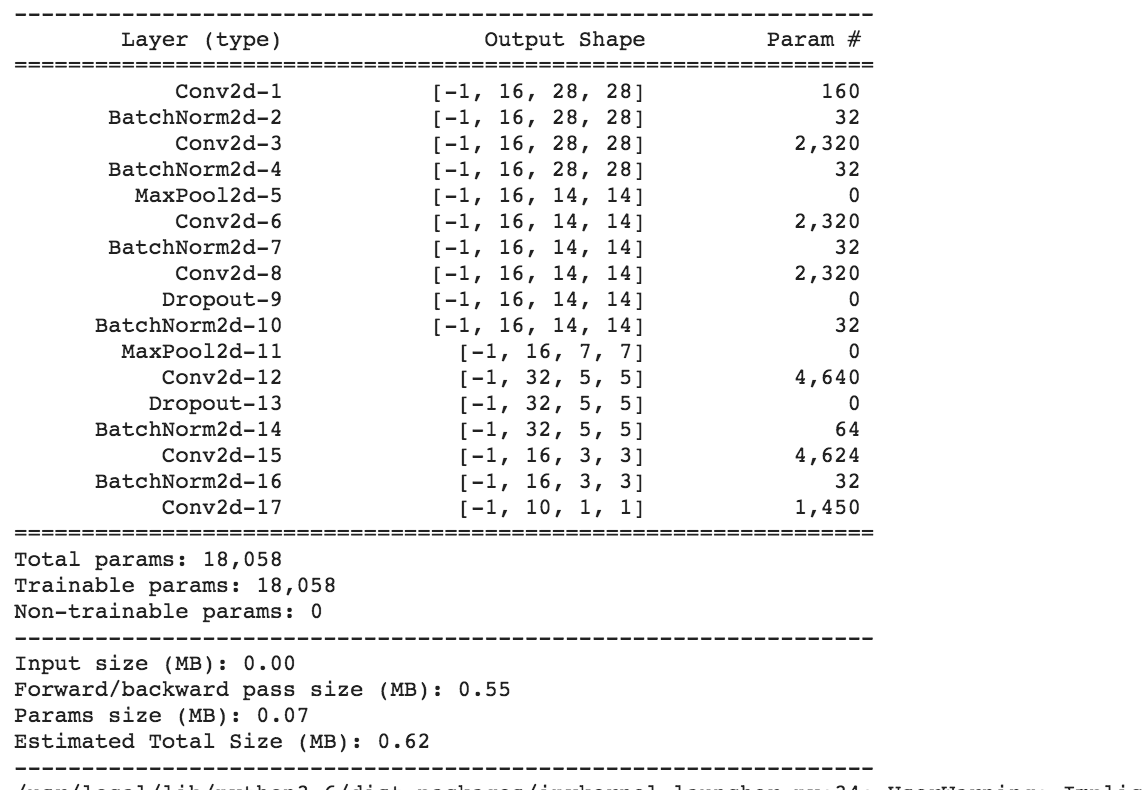 ----------------------------------------------------------------
Layer (type) Output Shape Param #
================================================================
Conv2d-1 [-1, 16, 28, 28] 160
BatchNorm2d-2 [-1, 16, 28, 28] 32
Conv2d-3 [-1, 16, 28, 28] 2,320
BatchNorm2d-4 [-1, 16, 28, 28] 32
MaxPool2d-5 [-1, 16, 14, 14] 0
Conv2d-6 [-1, 16, 14, 14] 2,320
BatchNorm2d-7 [-1, 16, 14, 14] 32
Conv2d-8 [-1, 16, 14, 14] 2,320
Dropout-9 [-1, 16, 14, 14] 0
BatchNorm2d-10 [-1, 16, 14, 14] 32
MaxPool2d-11 [-1, 16, 7, 7] 0
Conv2d-12 [-1, 32, 5, 5] 4,640
Dropout-13 [-1, 32, 5, 5] 0
BatchNorm2d-14 [-1, 32, 5, 5] 64
Conv2d-15 [-1, 16, 3, 3] 4,624
BatchNorm2d-16 [-1, 16, 3, 3] 32
Conv2d-17 [-1, 10, 1, 1] 1,450
================================================================
Total params: 18,058
Trainable params: 18,058
Non-trainable params: 0
----------------------------------------------------------------
Input size (MB): 0.00
Forward/backward pass size (MB): 0.55
Params size (MB): 0.07
Estimated Total Size (MB): 0.62
----------------------------------------------------------------